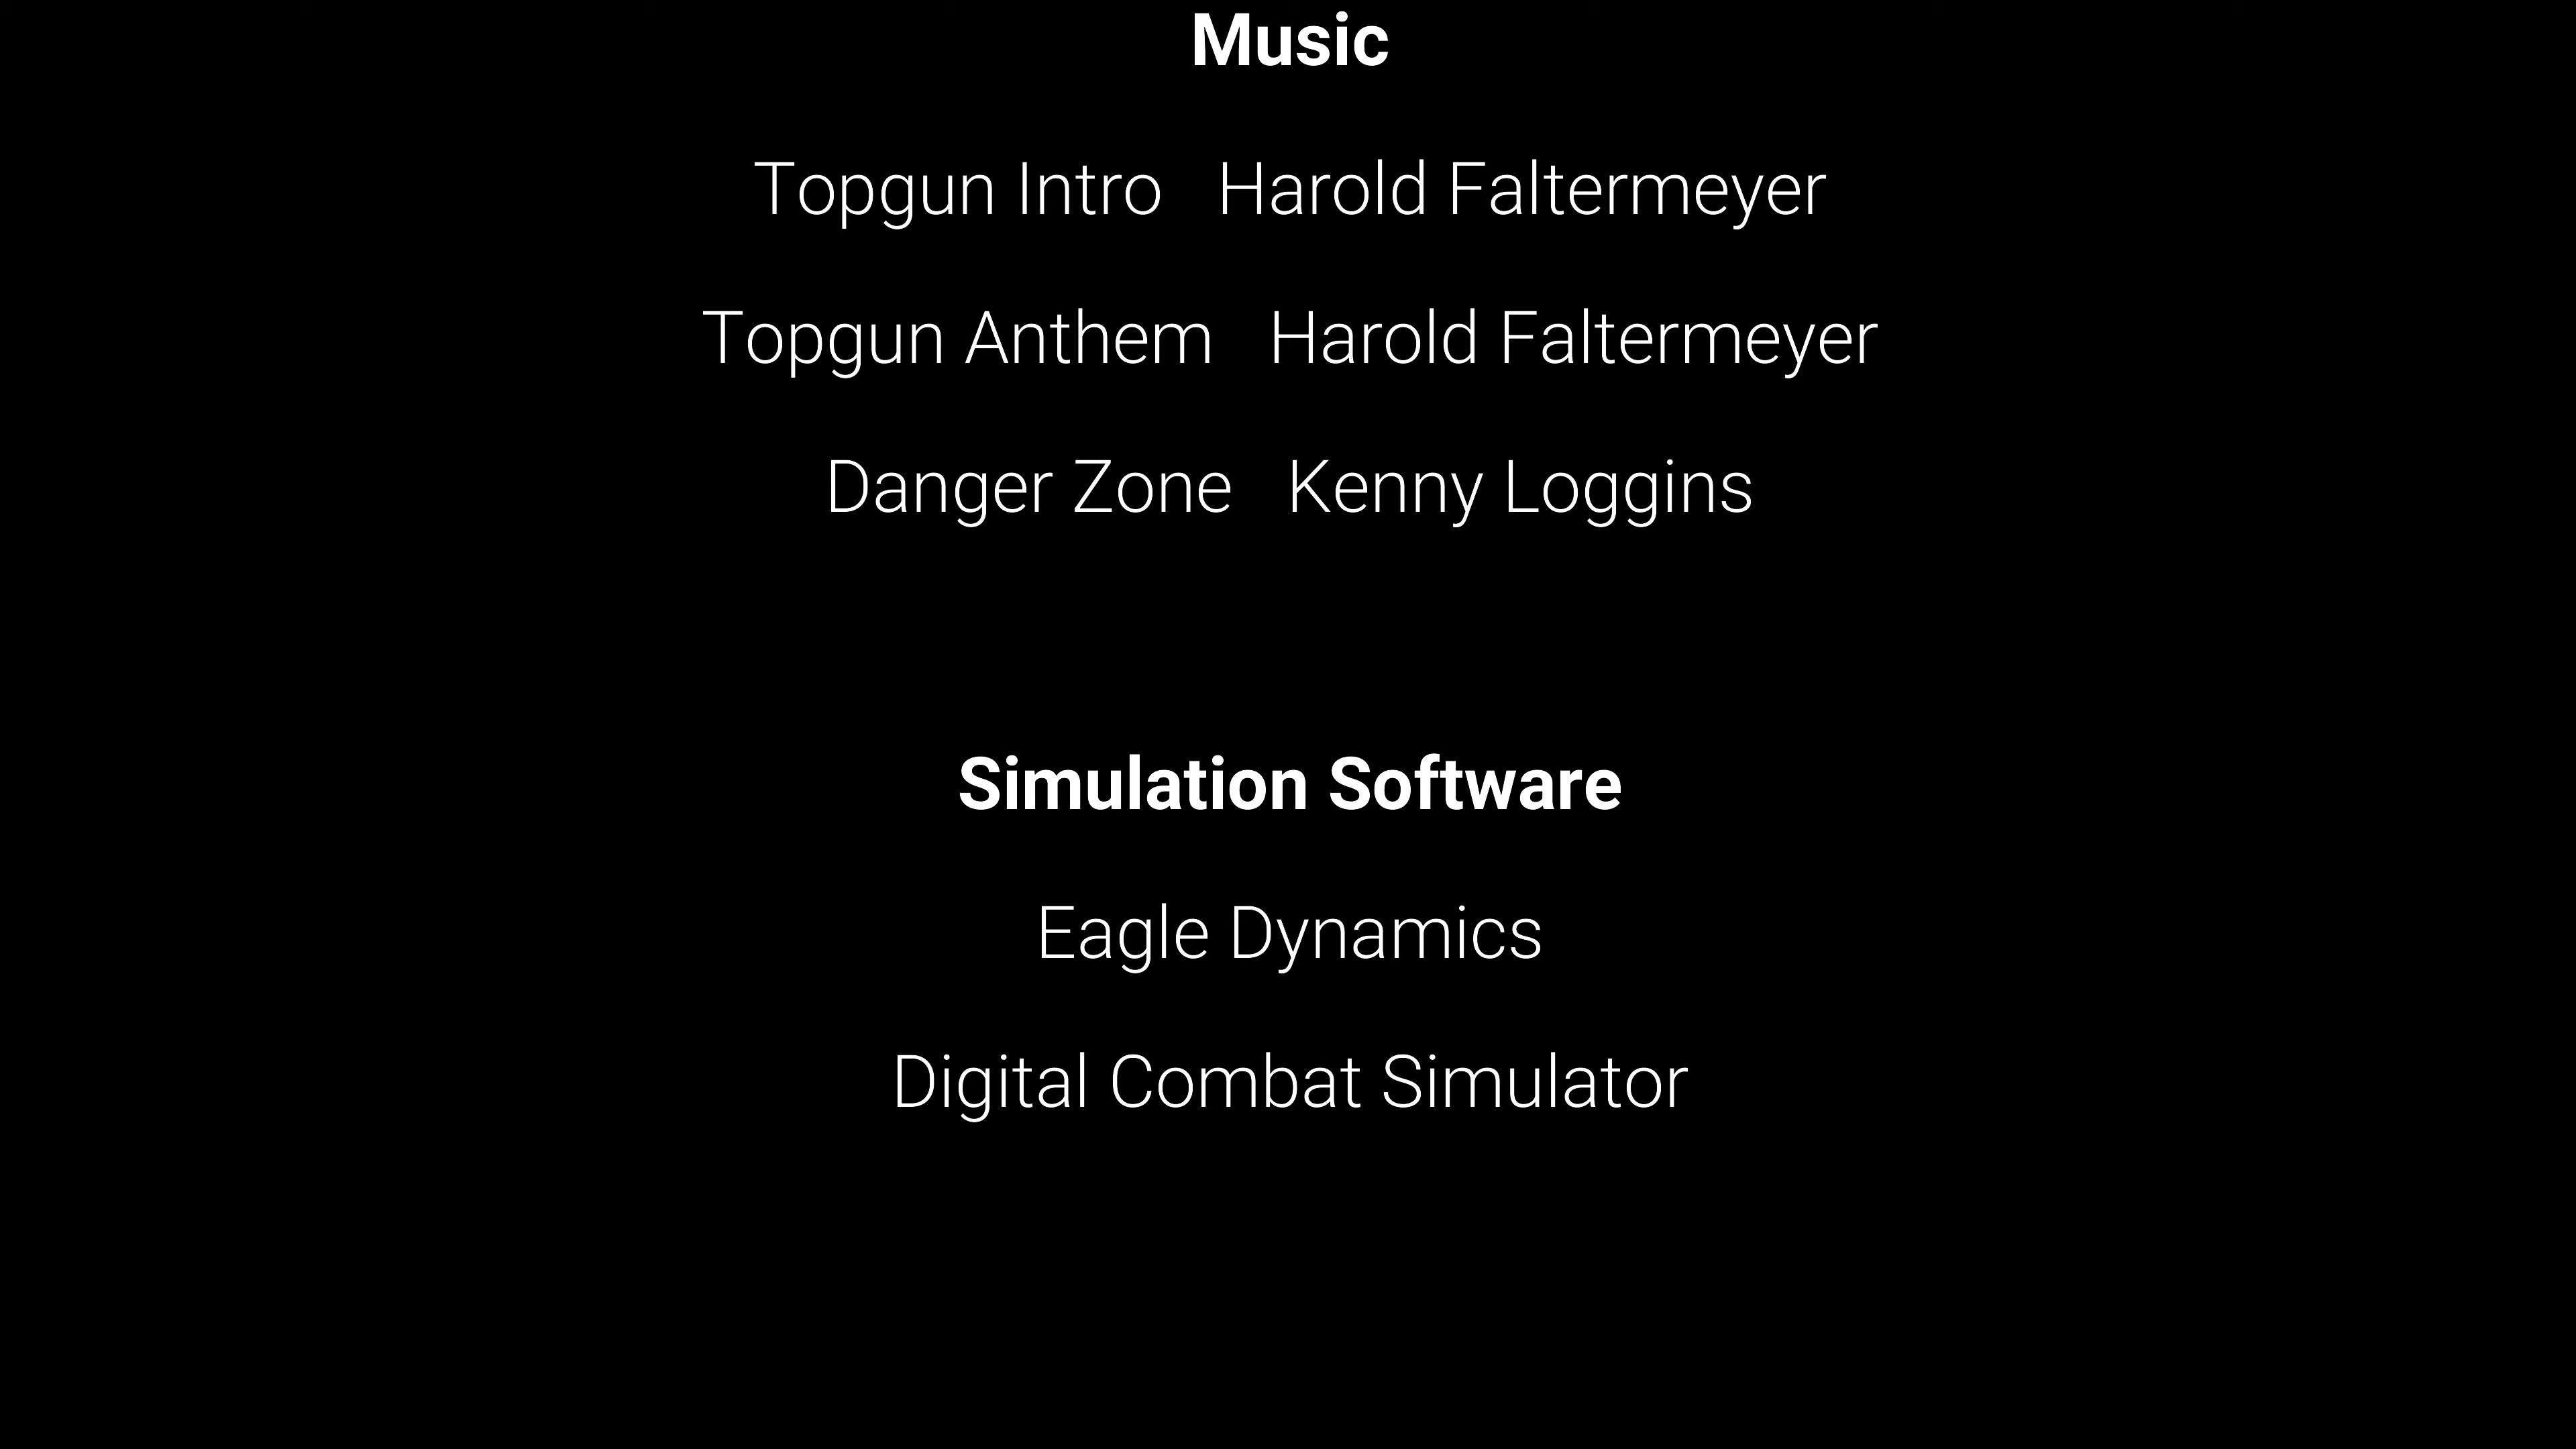 Music
Topgun Intro   Harold Faltermeyer
Topgun Anthem   Harold Faltermeyer
Danger Zone   Kenny Loggins
Simulation Software
Eagle Dynamics
Digital Combat Simulator